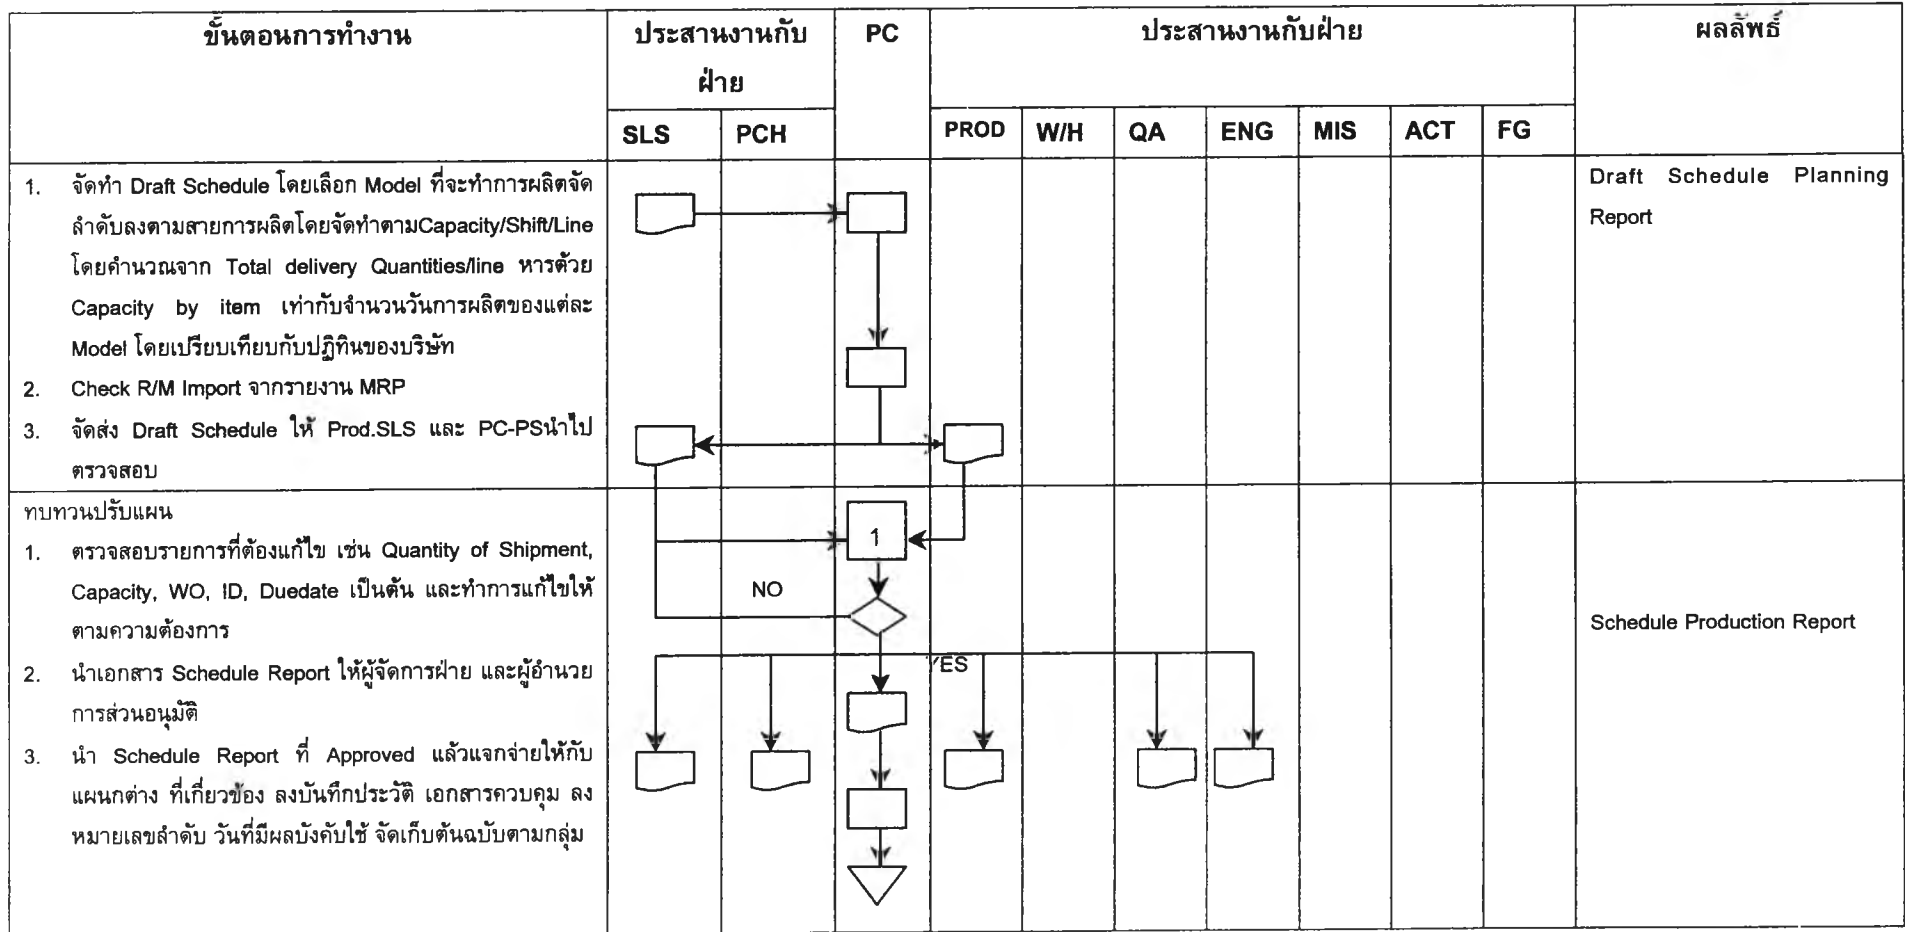 ขั้นตอนการทำงาน
ประสานงานกับ
ฝ่าย
PC
ประสานงานกับฝ่าย
ผลลัพธ์
SLS
PCH
PROD
W/H
QA
ENG
MIS
ACT
FG
1. จัดทำ Draft Schedule โดยเลือก Model ที่จะทำการผลิตจัด
ลำดับลงตามสายการผลิตโดยจัดทำตามCapacity/Shift/Line
โดยคำนวณจาก Total delivery Quantities/line หารด้วย
Capacity by item เท่ากับจำนวนวันการผลิตของแต่ละ
Model โดยเปรียบเทียบกับปฏิทินของบริษัท
2. Check R/M Import จากรายงาน MRP
3. จัดส่ง Draft Schedule ให้ Prod.SLS และ PC-PSนำไป
ตรวจสอบ
Draft Schedule Planning
Report
ทบทวนปรับแผน
1. ตรวจสอบรายการที่ต้องแก้ไข เช่น Quantity of Shipment,
Capacity, WO, ID, Duedate เป็นต้น และทำการแก้ไขให้
ตามความต้องการ
2. นำเอกสาร Schedule Report ให้ผู้จัดการฝ่าย และผู้อำนวย
การส่วนอนุมัติ
3. นำ Schedule Report ที่ Approved แล้วแจกจ่ายให้กับ
แผนกต่าง ที่เกี่ยวข้อง ลงบันทึกประวัติ เอกสารควบคุม ลง
หมายเลขลำดับ วันที่มีผลบังคับใช้ จัดเก็บต้นฉบับตามกลุ่ม
1
NO
YES
Schedule Production Report